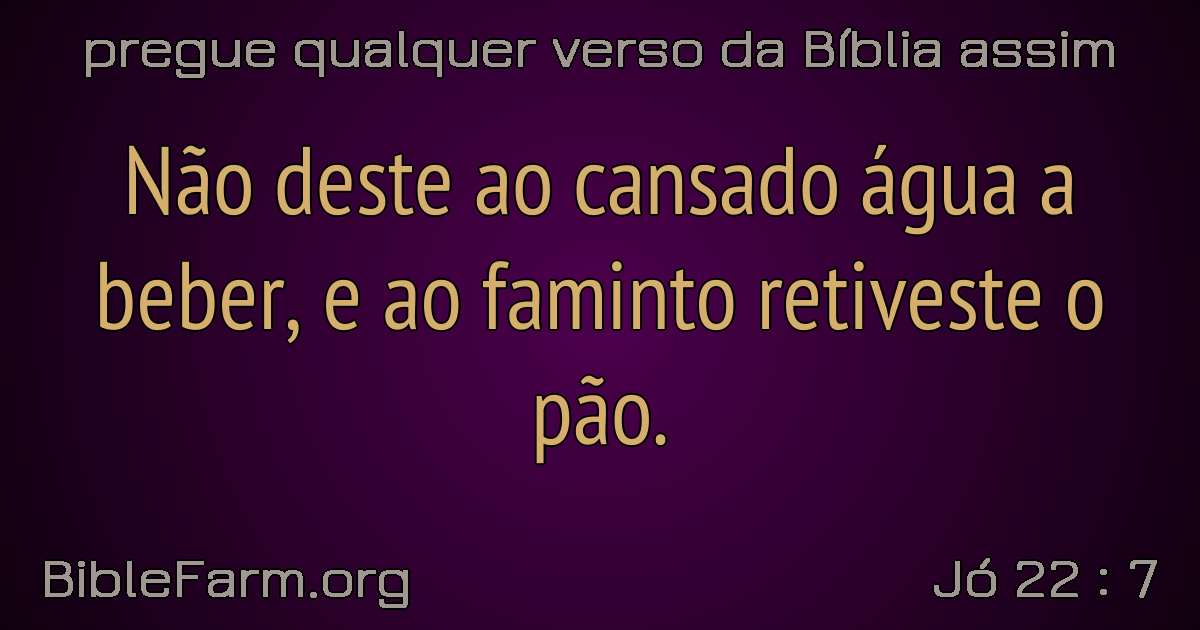 pregue qualquer verso da Bíblia assim
Não deste ao cansado água a
beber, e ao faminto retiveste o
pão.
BibleFarm.org
Jó 22 : 7